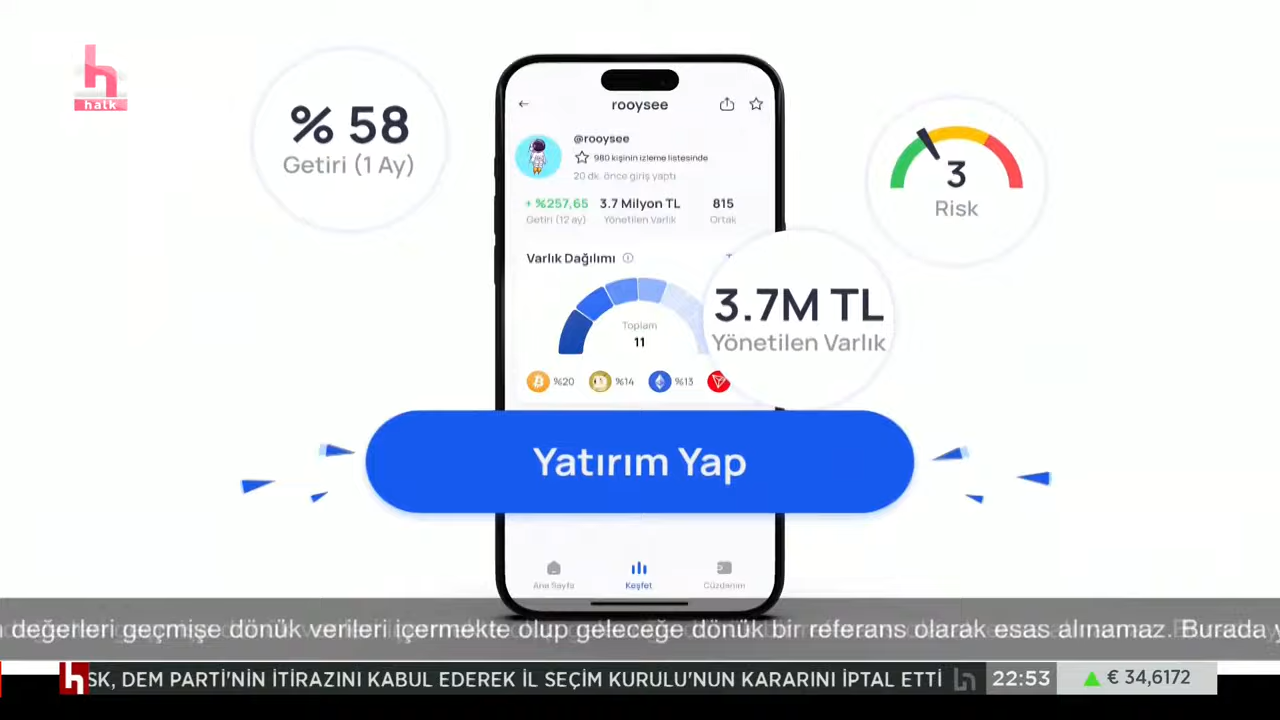 halk
% 58
Getiri (1 Ay)
rooysee
@rooysee
980 kişinin izleme listesinde
20 dk. önce giriş yaptı
+ %257,65 3.7 Milyon TL 815
Getiri (12 ay) Yönetilen Varlık Ortak
3
Risk
Varlık Dağılımı
Toplam
11
3.7M TL
Yönetilen Varlık
%20 %14 %13
Yatırım Yap
Ana Sayfa Keşfet Cüzdanım
değerleri geçmişe dönük verileri içermekte olup geleceğe dönük bir referans olarak esas alınamaz. Burada
SK, DEM PARTİ'NİN İTİRAZINI KABUL EDEREK İL SEÇİM KURULU'NUN KARARINI İPTAL ETTİ 22:53 € 34,6172